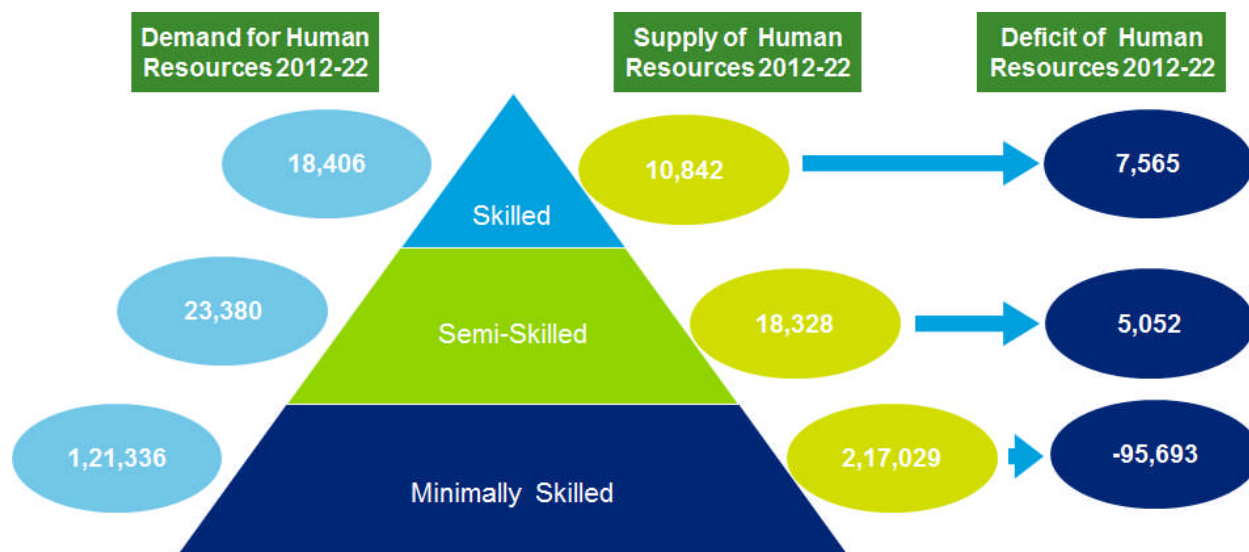 Demand for Human
Resources 2012-22
Supply of Human
Resources 2012-22
Deficit of Human
Resources 2012-22
18,406
10,842
7,565
Skilled
23,380
18,328
5,052
Semi-Skilled
1,21,336
2,17,029
-95,693
Minimally Skilled